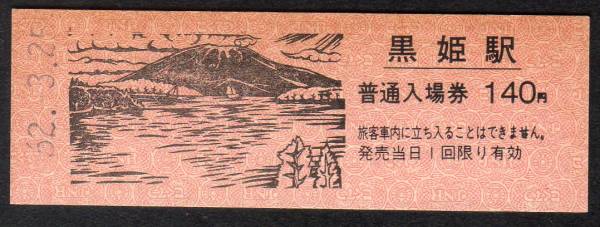 62.-3.25
黒姫駅
普通入場券 140円
旅客車内に立ち入ることはできません。
発売当日1回限り有効